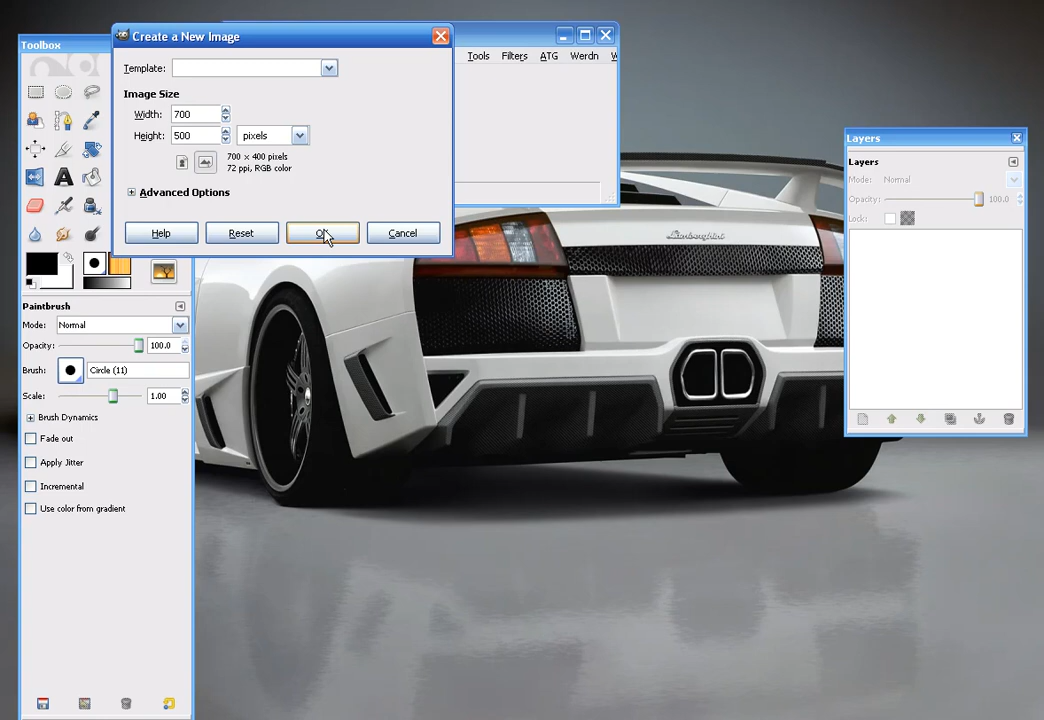 Create a New Image
Toolbox
Tools Filters ATG Werdn
Template:
Image Size
Width: 700
Height: 500 pixels
700 × 400 pixels
72 ppi, RGB color
Advanced Options
Help Reset Cancel
Layers
Layers
Mode: Normal
Opacity: 100.0
Lock:
Lamborghini
Paintbrush
Mode: Normal
Opacity: 100.0
Brush: Circle (11)
Scale: 1.00
Brush Dynamics
Fade out
Apply Jitter
Incremental
Use color from gradient